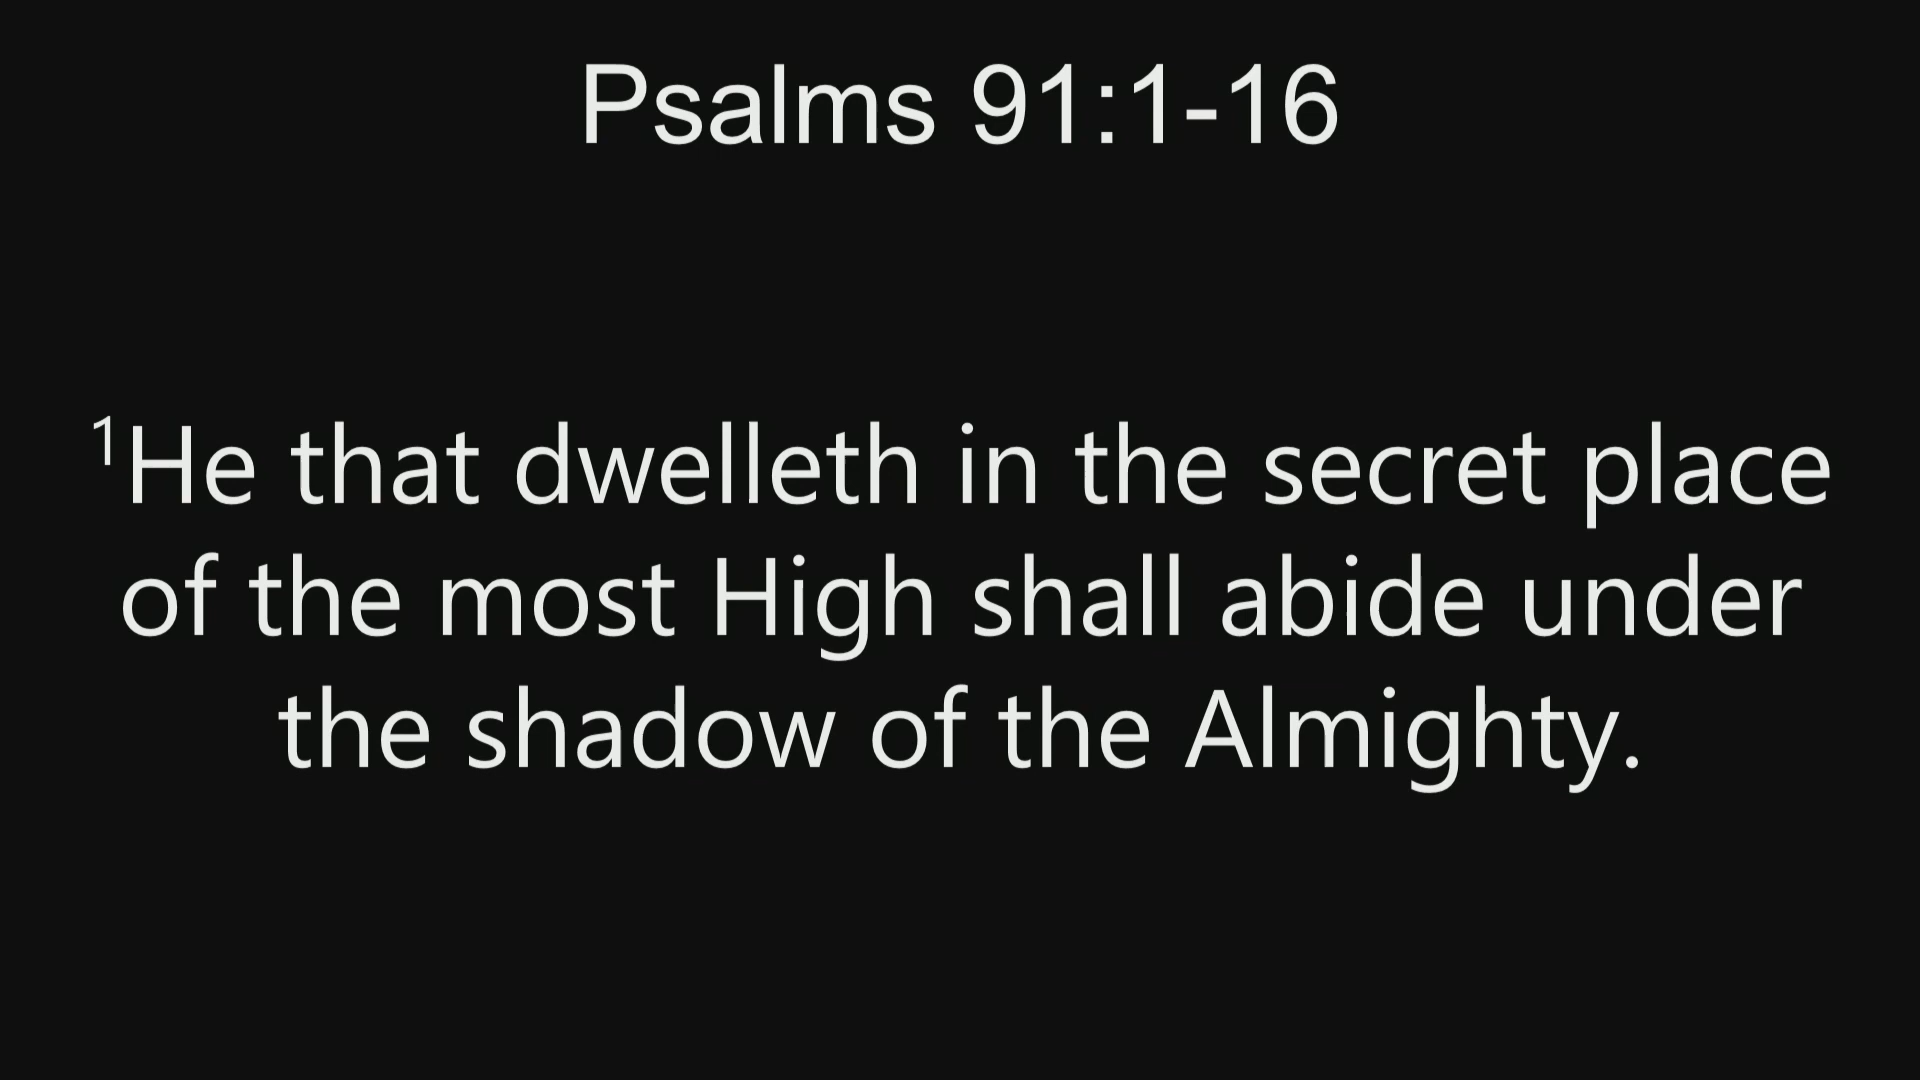 Psalms 91:1-16
¹He that dwelleth in the secret place
of the most High shall abide under
the shadow of the Almighty.